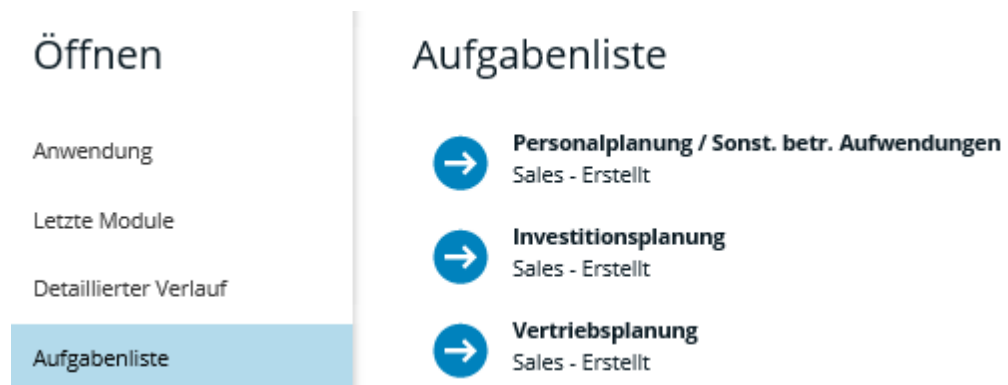 Öffnen
Anwendung
Letzte Module
Detaillierter Verlauf
Aufgabenliste
Aufgabenliste
Personalplanung / Sonst. betr. Aufwendungen
Sales - Erstellt
Investitionsplanung
Sales - Erstellt
Vertriebsplanung
Sales - Erstellt